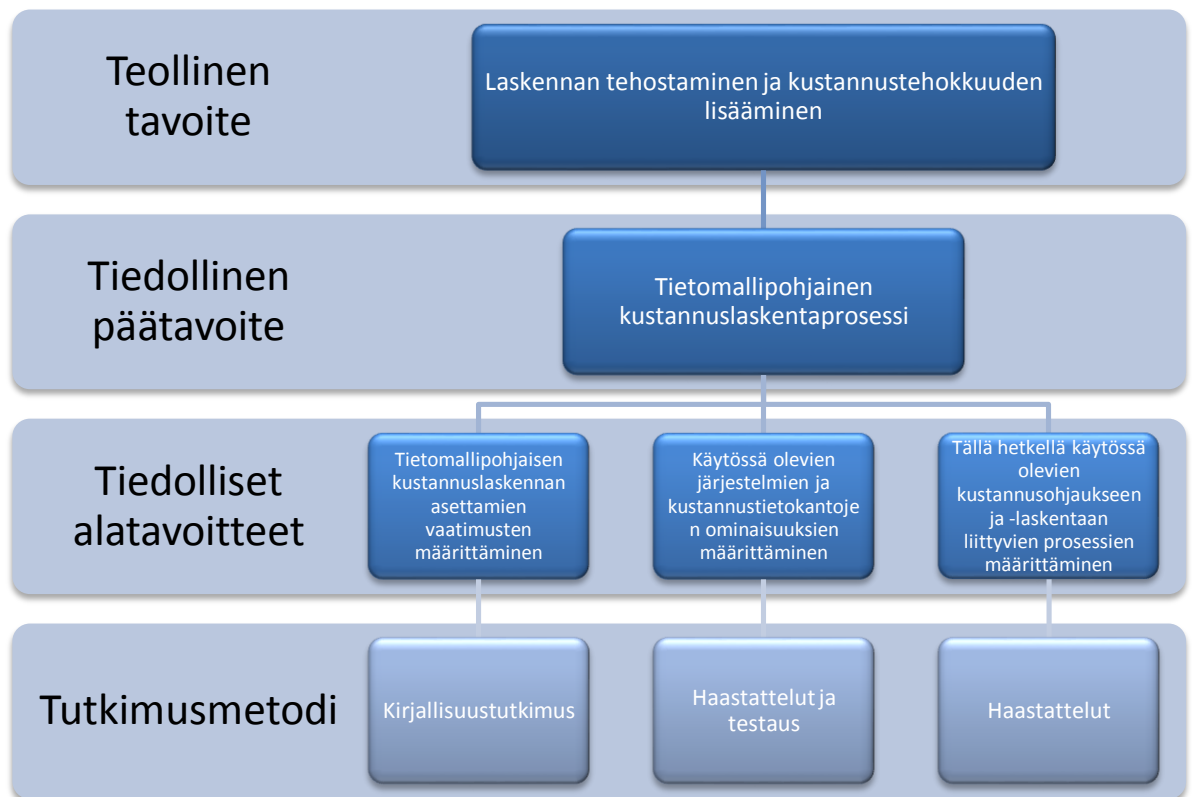 Teollinen
tavoite
Laskennan tehostaminen ja kustannustehokkuuden
lisääminen
Tiedollinen
päätavoite
Tietomallipohjainen
kustannuslaskentaprosessi
Tiedolliset
alatavoitteet
Tietomallipohjaisen
kustannuslaskennan
asettamien
vaatimusten
määrittäminen
Käytössä olevien
järjestelmien ja
kustannustietokantoje
n ominaisuuksien
määrittäminen
Tällä hetkellä käytössä
olevien
kustannusohjaukseen
ja -laskentaan
liittyvien prosessien
määrittäminen
Tutkimusmetodi
Kirjallisuustutkimus
Haastattelut ja
testaus
Haastattelut